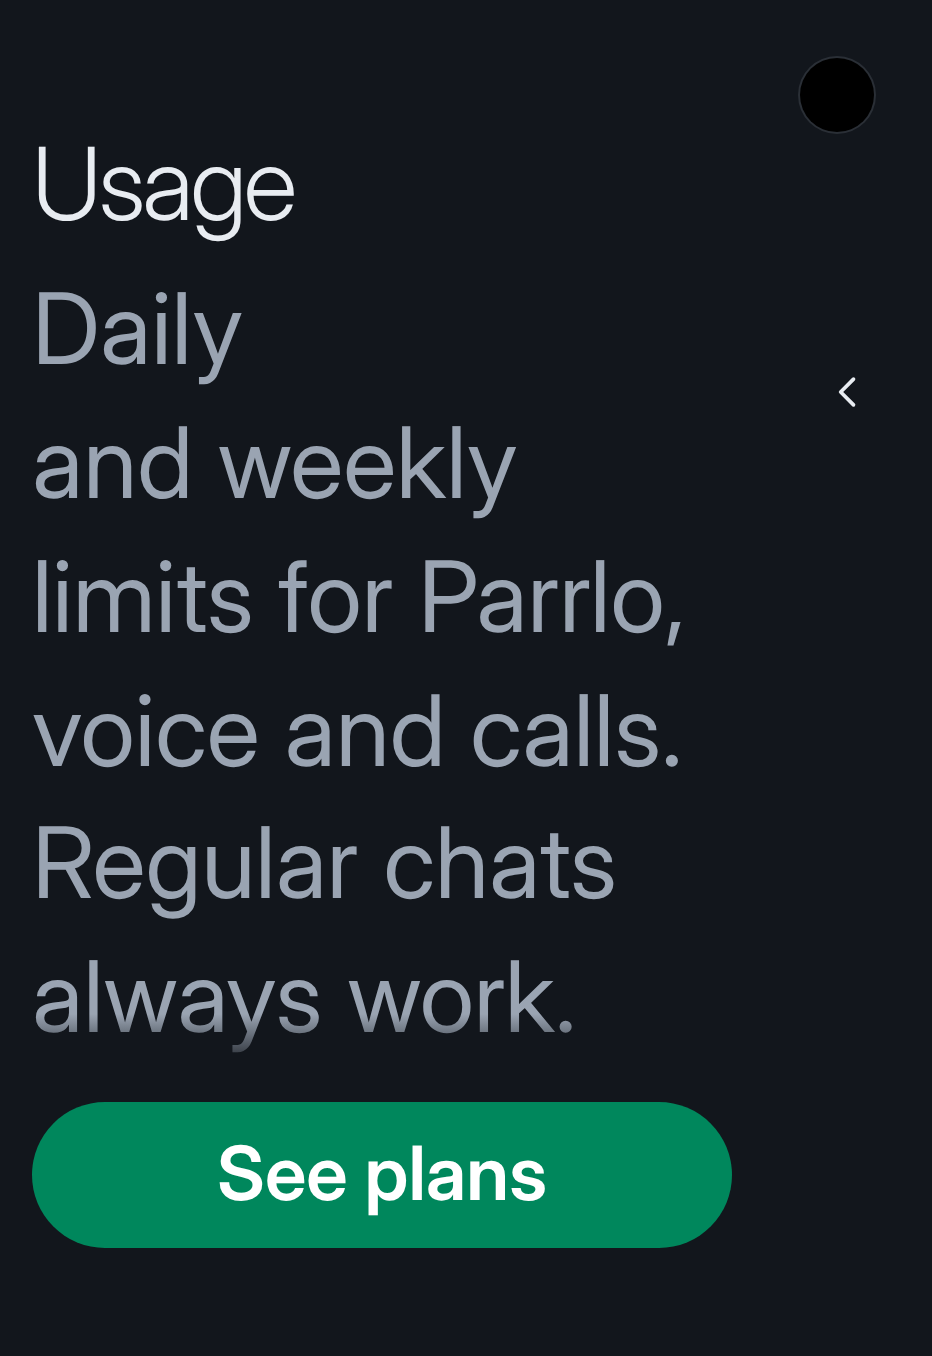 Usage
Daily
and weekly
limits for Parrlo,
voice and calls.
Regular chats
always work.
See plans